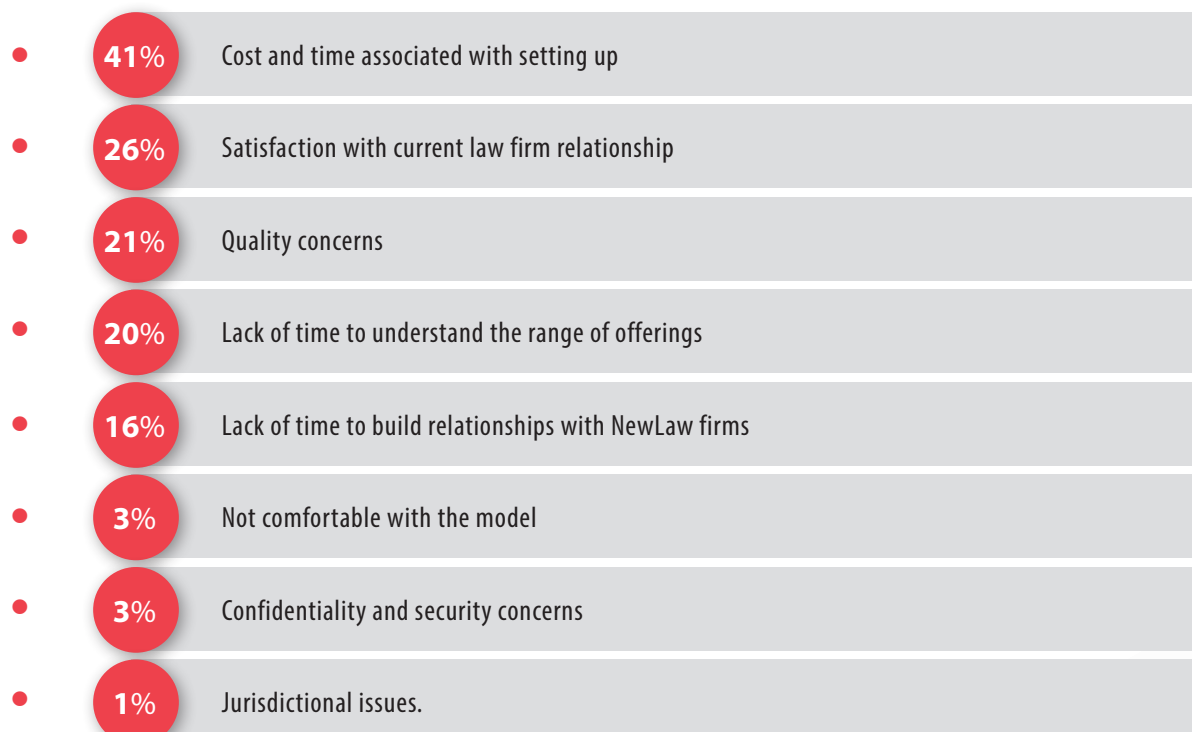 41% Cost and time associated with setting up
26% Satisfaction with current law firm relationship
21% Quality concerns
20% Lack of time to understand the range of offerings
16% Lack of time to build relationships with NewLaw firms
3% Not comfortable with the model
3% Confidentiality and security concerns
1% Jurisdictional issues.